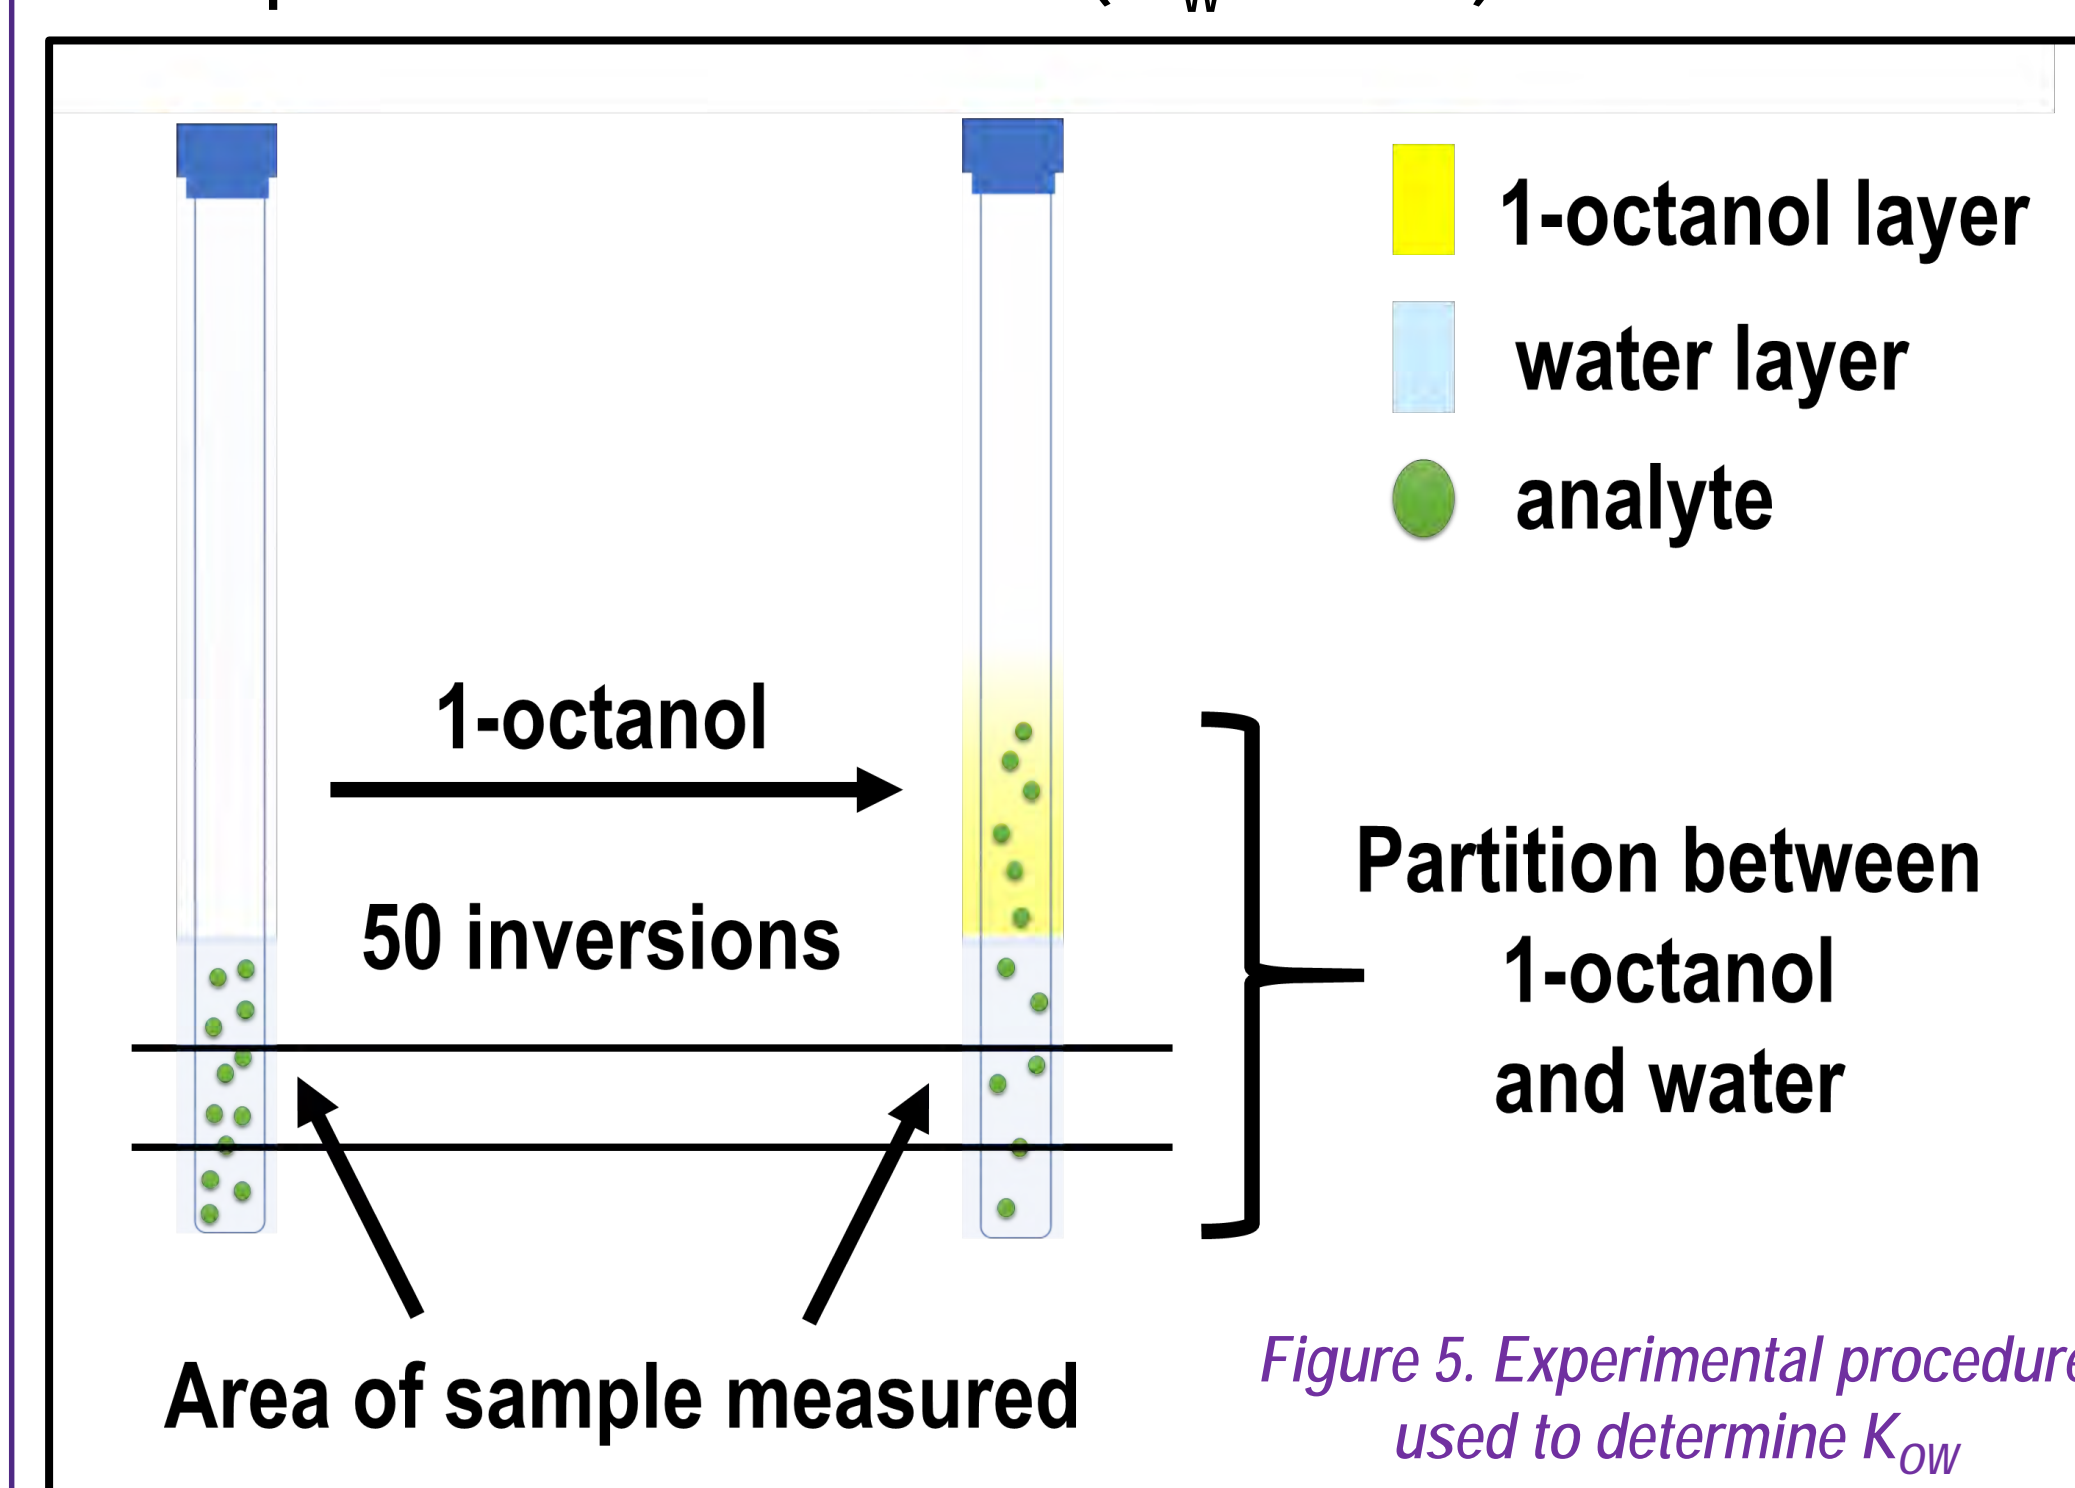 1-octanol layer
water layer
analyte
1-octanol
50 inversions
Partition between
1-octanol
and water
Area of sample measured
Figure 5. Experimental procedure
used to determine K_OW